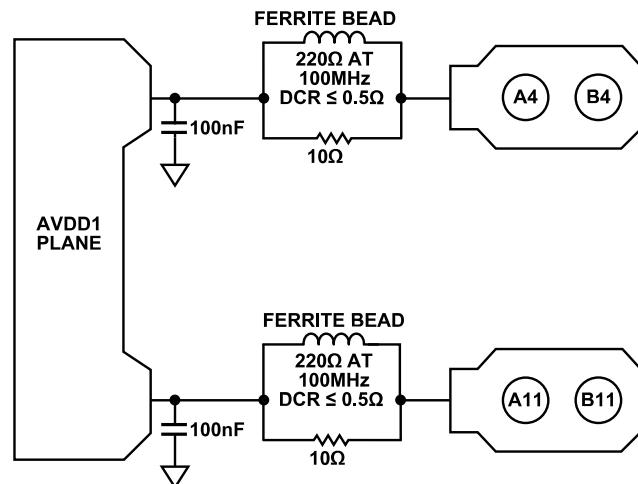 FERRITE BEAD
220Ω AT
100MHz
DCR ≤ 0.5Ω
10Ω
100nF
A4
B4
AVDD1
PLANE
FERRITE BEAD
220Ω AT
100MHz
DCR ≤ 0.5Ω
10Ω
100nF
A11
B11